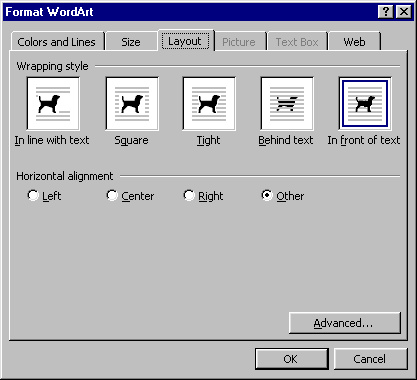 Format WordArt ? ×
Colors and Lines Size Layout Picture Text Box Web
Wrapping style
In line with text Square Tight Behind text In front of text
Horizontal alignment
Left Center Right Other
Advanced...
OK Cancel